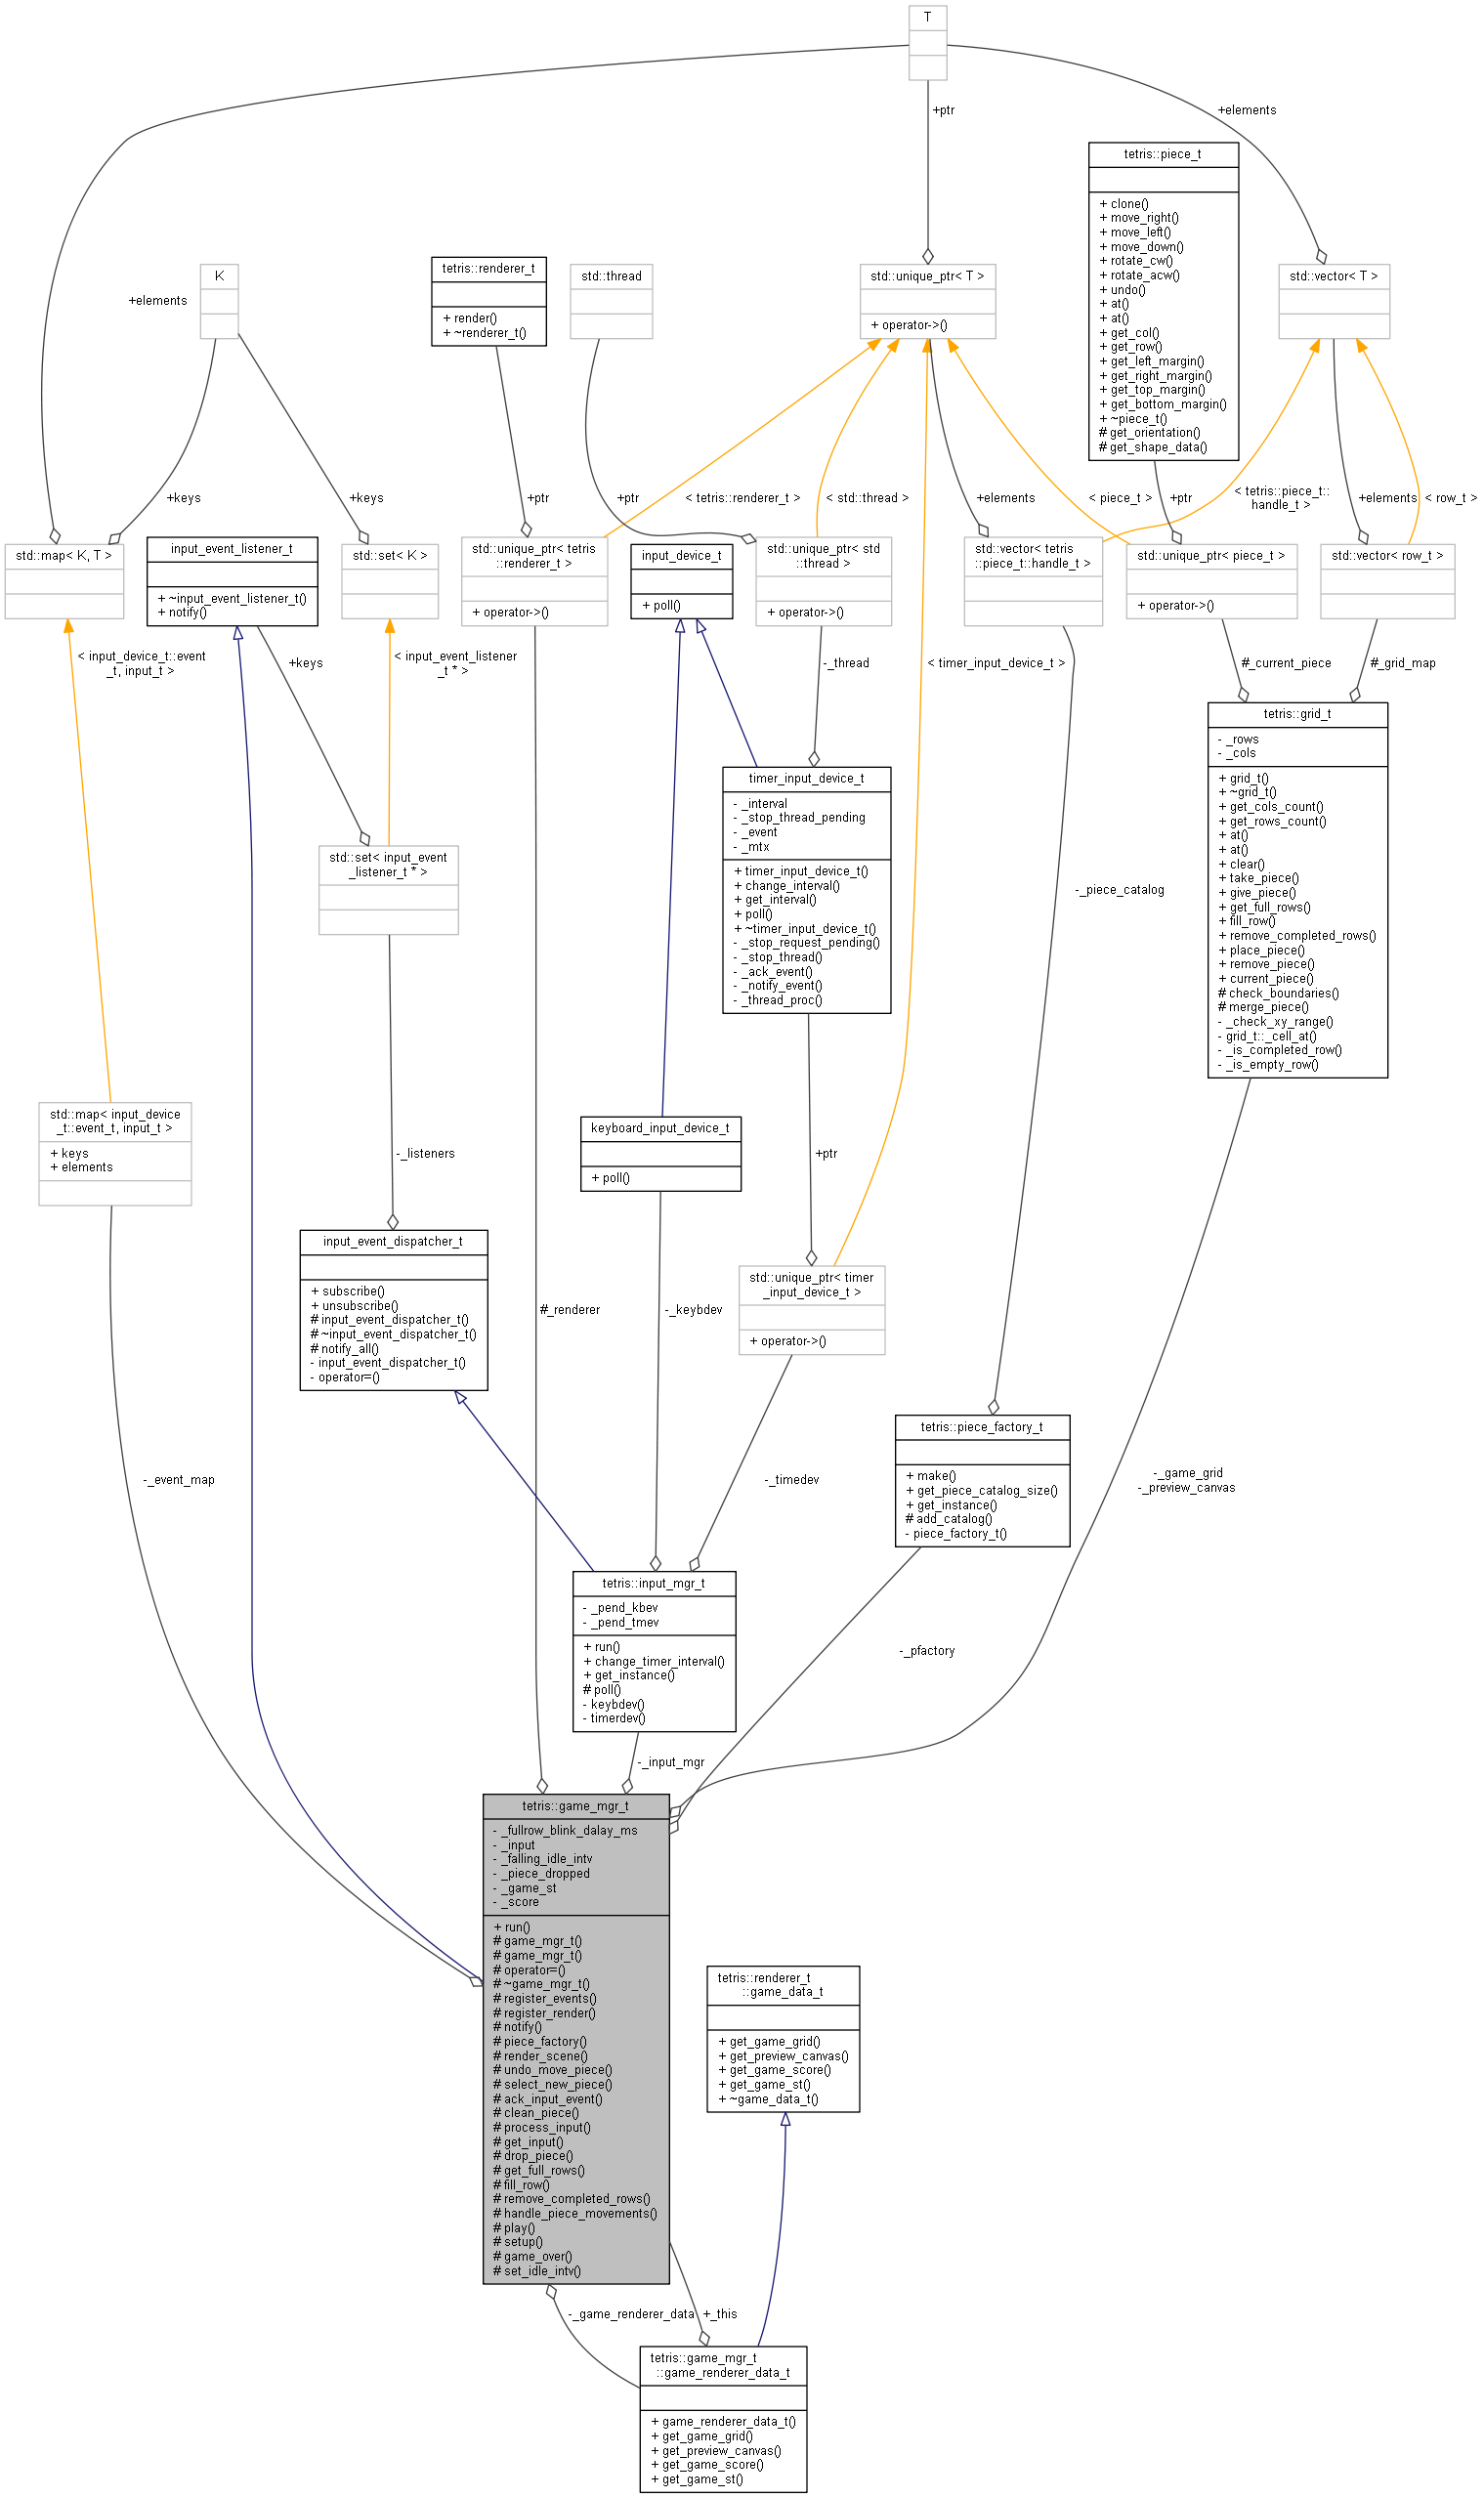 T
+ptr
+elements
tetris::piece_t
+ clone()
+ move_right()
+ move_left()
+ move_down()
+ rotate_cw()
+ rotate_acw()
+ undo()
+ at()
+ at()
+ get_col()
+ get_row()
+ get_left_margin()
+ get_right_margin()
+ get_top_margin()
+ get_bottom_margin()
+ ~piece_t()
# get_orientation()
# get_shape_data()
K
+elements
tetris::renderer_t
+ render()
+ ~renderer_t()
std::thread
std::unique_ptr< T >
+ operator->()
std::vector< T >
+keys
+keys
+ptr
+ptr
< tetris::renderer_t >
< std::thread >
+elements
< piece_t >
+ptr
< tetris::piece_t::
handle_t >
+elements
< row_t >
std::map< K, T >
input_event_listener_t
+ ~input_event_listener_t()
+ notify()
std::set< K >
std::unique_ptr< tetris
::renderer_t >
+ operator->()
input_device_t
+ poll()
std::unique_ptr< std
::thread >
+ operator->()
std::vector< tetris
::piece_t::handle_t >
std::unique_ptr< piece_t >
+ operator->()
std::vector< row_t >
< input_device_t::event
_t, input_t >
+keys
< input_event_listener
_t * >
-_thread
< timer_input_device_t >
#_current_piece
#_grid_map
tetris::grid_t
- _rows
- _cols
+ grid_t()
+ ~grid_t()
+ get_cols_count()
+ get_rows_count()
+ at()
+ at()
+ clear()
+ take_piece()
+ give_piece()
+ get_full_rows()
+ fill_row()
+ remove_completed_rows()
+ place_piece()
+ remove_piece()
+ current_piece()
# check_boundaries()
# merge_piece()
- _check_xy_range()
- grid_t::_cell_at()
- _is_completed_row()
- _is_empty_row()
timer_input_device_t
- _interval
- _stop_thread_pending
- _event
- _mtx
+ timer_input_device_t()
+ change_interval()
+ get_interval()
+ poll()
+ ~timer_input_device_t()
- _stop_request_pending()
- _stop_thread()
- _ack_event()
- _notify_event()
- _thread_proc()
std::set< input_event
_listener_t * >
-_piece_catalog
std::map< input_device
_t::event_t, input_t >
+ keys
+ elements
-_listeners
keyboard_input_device_t
+ poll()
+ptr
input_event_dispatcher_t
+ subscribe()
+ unsubscribe()
# input_event_dispatcher_t()
# ~input_event_dispatcher_t()
# notify_all()
- input_event_dispatcher_t()
- operator=()
#_renderer
-_keybdev
std::unique_ptr< timer
_input_device_t >
+ operator->()
tetris::piece_factory_t
+ make()
+ get_piece_catalog_size()
+ get_instance()
# add_catalog()
- piece_factory_t()
-_event_map
-_timedev
-_game_grid
-_preview_canvas
tetris::input_mgr_t
- _pend_kbev
- _pend_tmev
+ run()
+ change_timer_interval()
+ get_instance()
# poll()
- keybdev()
- timerdev()
-_pfactory
-_input_mgr
tetris::game_mgr_t
- _fullrow_blink_dalay_ms
- _input
- _falling_idle_intv
- _piece_dropped
- _game_st
- _score
+ run()
# game_mgr_t()
# game_mgr_t()
# operator=()
# ~game_mgr_t()
# register_events()
# register_render()
# notify()
# piece_factory()
# render_scene()
# undo_move_piece()
# select_new_piece()
# ack_input_event()
# clean_piece()
# process_input()
# get_input()
# drop_piece()
# get_full_rows()
# fill_row()
# remove_completed_rows()
# handle_piece_movements()
# play()
# setup()
# game_over()
# set_idle_intv()
tetris::renderer_t
::game_data_t
+ get_game_grid()
+ get_preview_canvas()
+ get_game_score()
+ get_game_st()
+ ~game_data_t()
-_game_renderer_data
+_this
tetris::game_mgr_t
::game_renderer_data_t
+ game_renderer_data_t()
+ get_game_grid()
+ get_preview_canvas()
+ get_game_score()
+ get_game_st()